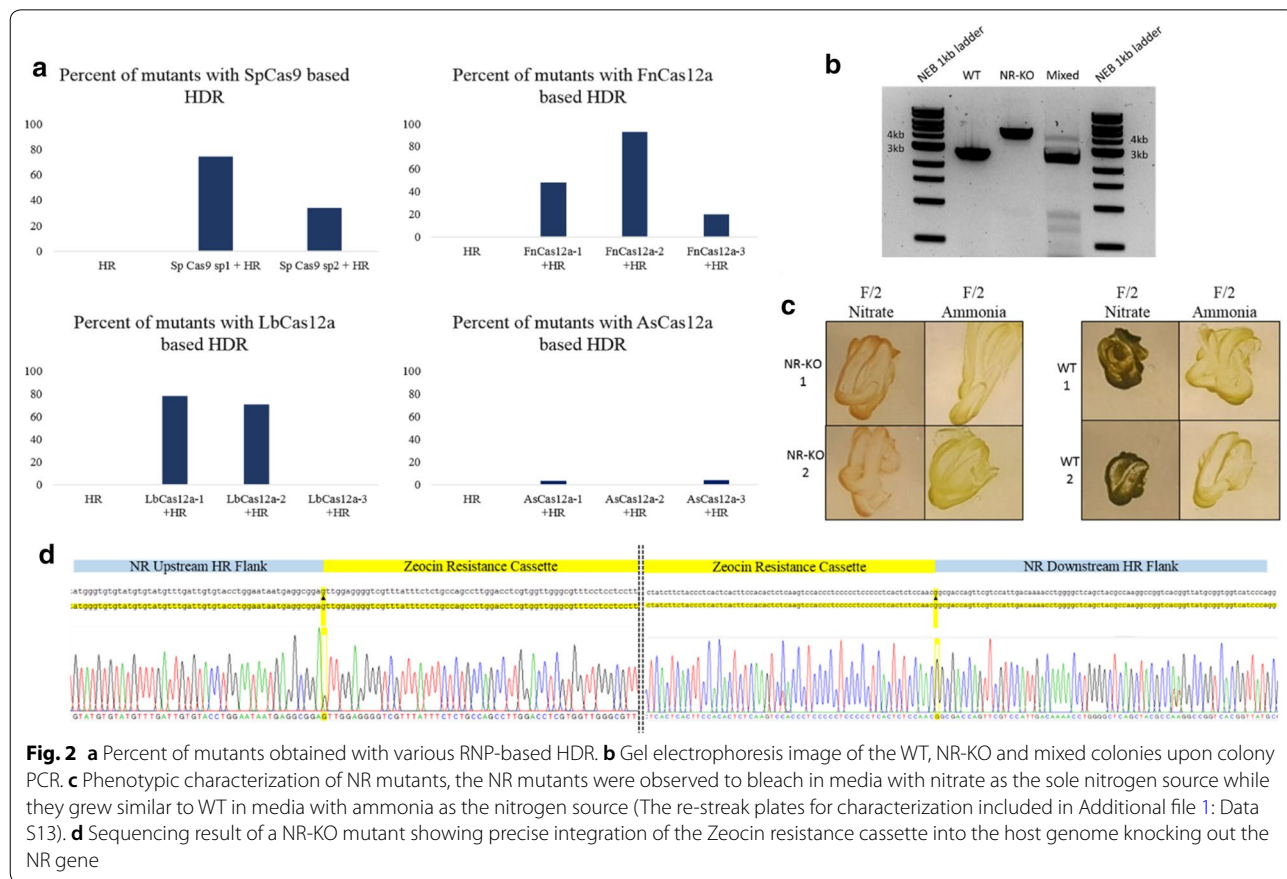 a
Percent of mutants with SpCas9 based
HDR
100
80
60
40
20
0
HR
Sp Cas9 sp1 + HR
Sp Cas9 sp2 + HR
Percent of mutants with FnCas12a
based HDR
100
80
60
40
20
0
HR
FnCas12a-1
+HR
FnCas12a-2
+HR
FnCas12a-3
+HR
Percent of mutants with LbCas12a
based HDR
100
80
60
40
20
0
HR
LbCas12a-1
+HR
LbCas12a-2
+HR
LbCas12a-3
+HR
Percent of mutants with AsCas12a
based HDR
100
80
60
40
20
0
HR
AsCas12a-1
+HR
AsCas12a-2
+HR
AsCas12a-3
+HR
b
NEB 1kb ladder
WT
NR-KO
Mixed
NEB 1kb ladder
4kb
3kb
4kb
3kb
c
F/2
Nitrate
F/2
Ammonia
NR-KO
1
NR-KO
2
F/2
Nitrate
F/2
Ammonia
WT
1
WT
2
d
NR Upstream HR Flank
Zeocin Resistance Cassette
Zeocin Resistance Cassette
NR Downstream HR Flank
Fig. 2 a Percent of mutants obtained with various RNP-based HDR. b Gel electrophoresis image of the WT, NR-KO and mixed colonies upon colony
PCR. c Phenotypic characterization of NR mutants, the NR mutants were observed to bleach in media with nitrate as the sole nitrogen source while
they grew similar to WT in media with ammonia as the nitrogen source (The re-streak plates for characterization included in Additional file 1: Data
S13). d Sequencing result of a NR-KO mutant showing precise integration of the Zeocin resistance cassette into the host genome knocking out the
NR gene